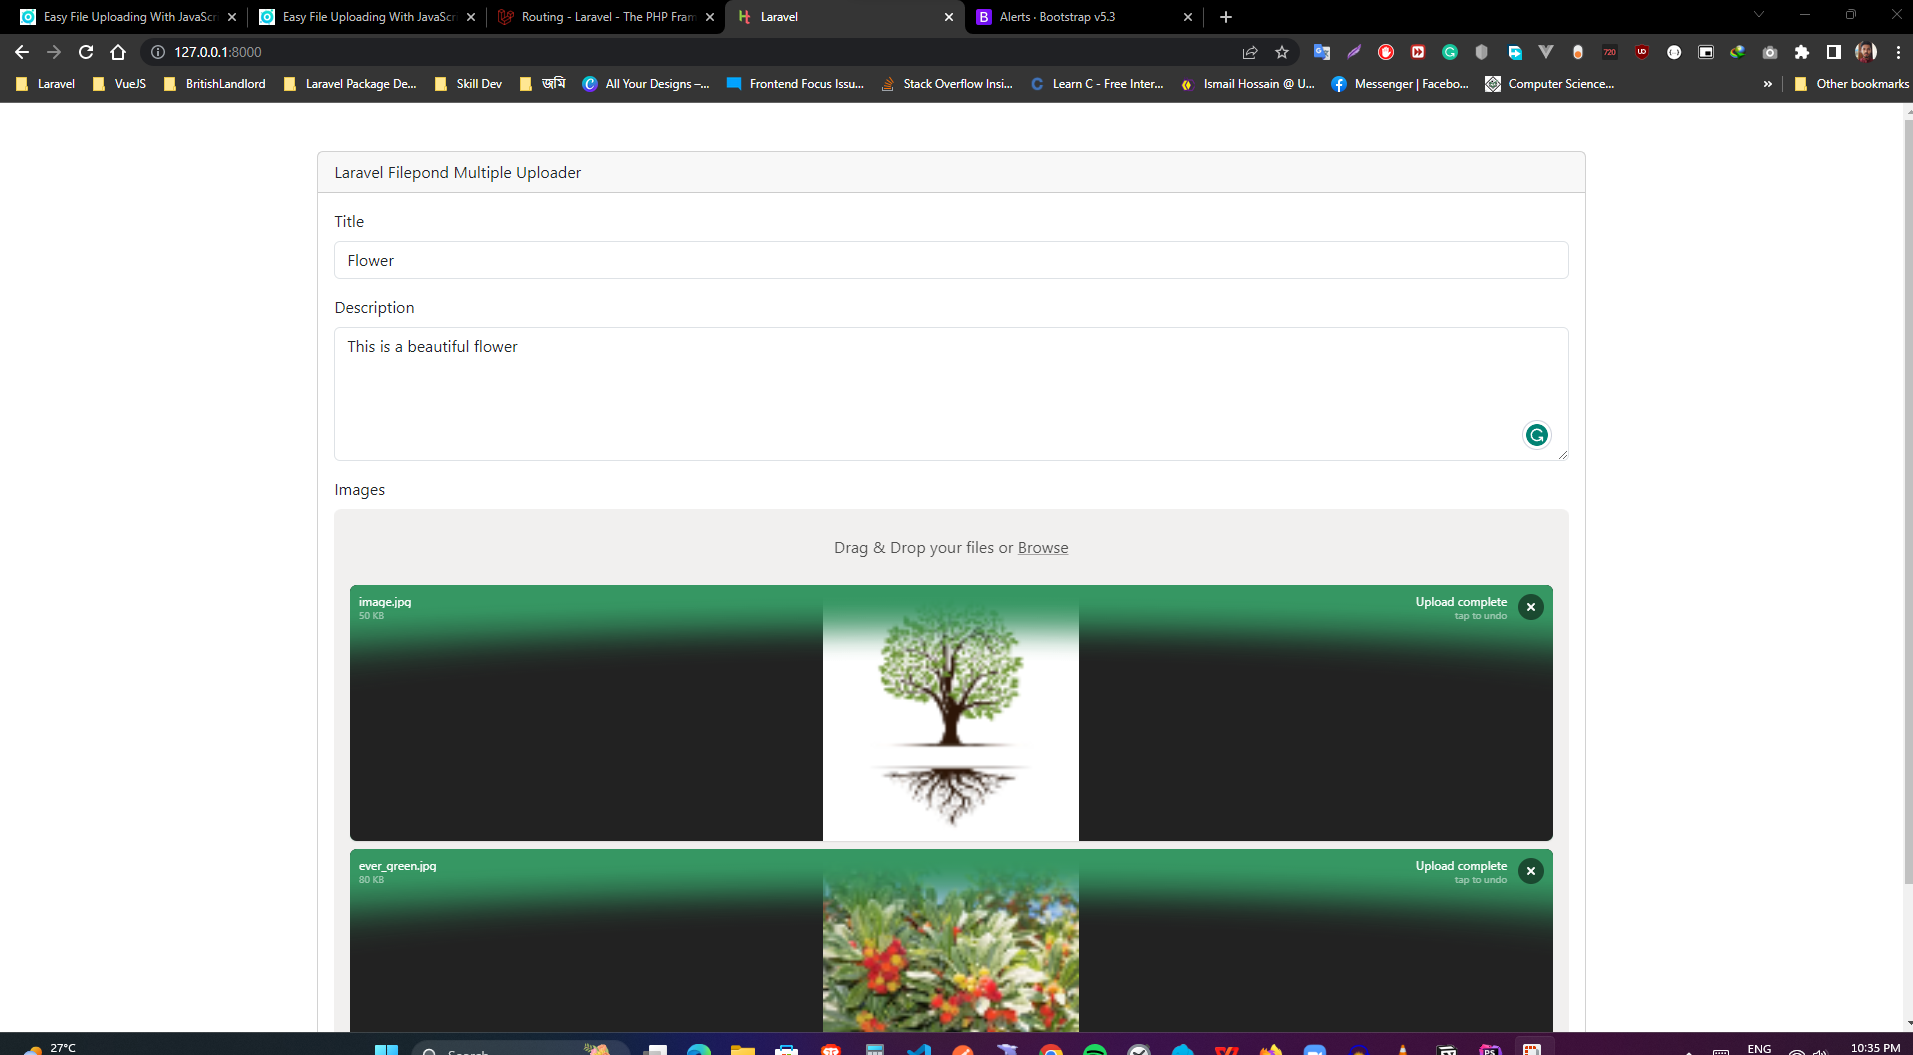 Easy File Uploading With JavaScr
Easy File Uploading With JavaScr
Routing - Laravel - The PHP Fram
Laravel
B Alerts · Bootstrap v5.3
127.0.0.1:8000
720
Laravel
VueJS
BritishLandlord
Laravel Package De...
Skill Dev
জমি
All Your Designs –...
Frontend Focus Issu...
Stack Overflow Insi...
Learn C - Free Inter...
Ismail Hossain @ U...
Messenger | Facebo...
Computer Science...
»
Other bookmarks
Laravel Filepond Multiple Uploader
Title
Flower
Description
This is a beautiful flower
Images
Drag & Drop your files or Browse
image.jpg
50 KB
Upload complete
tap to undo
ever_green.jpg
80 KB
Upload complete
tap to undo
27°C
Search
ENG
10:35 PM